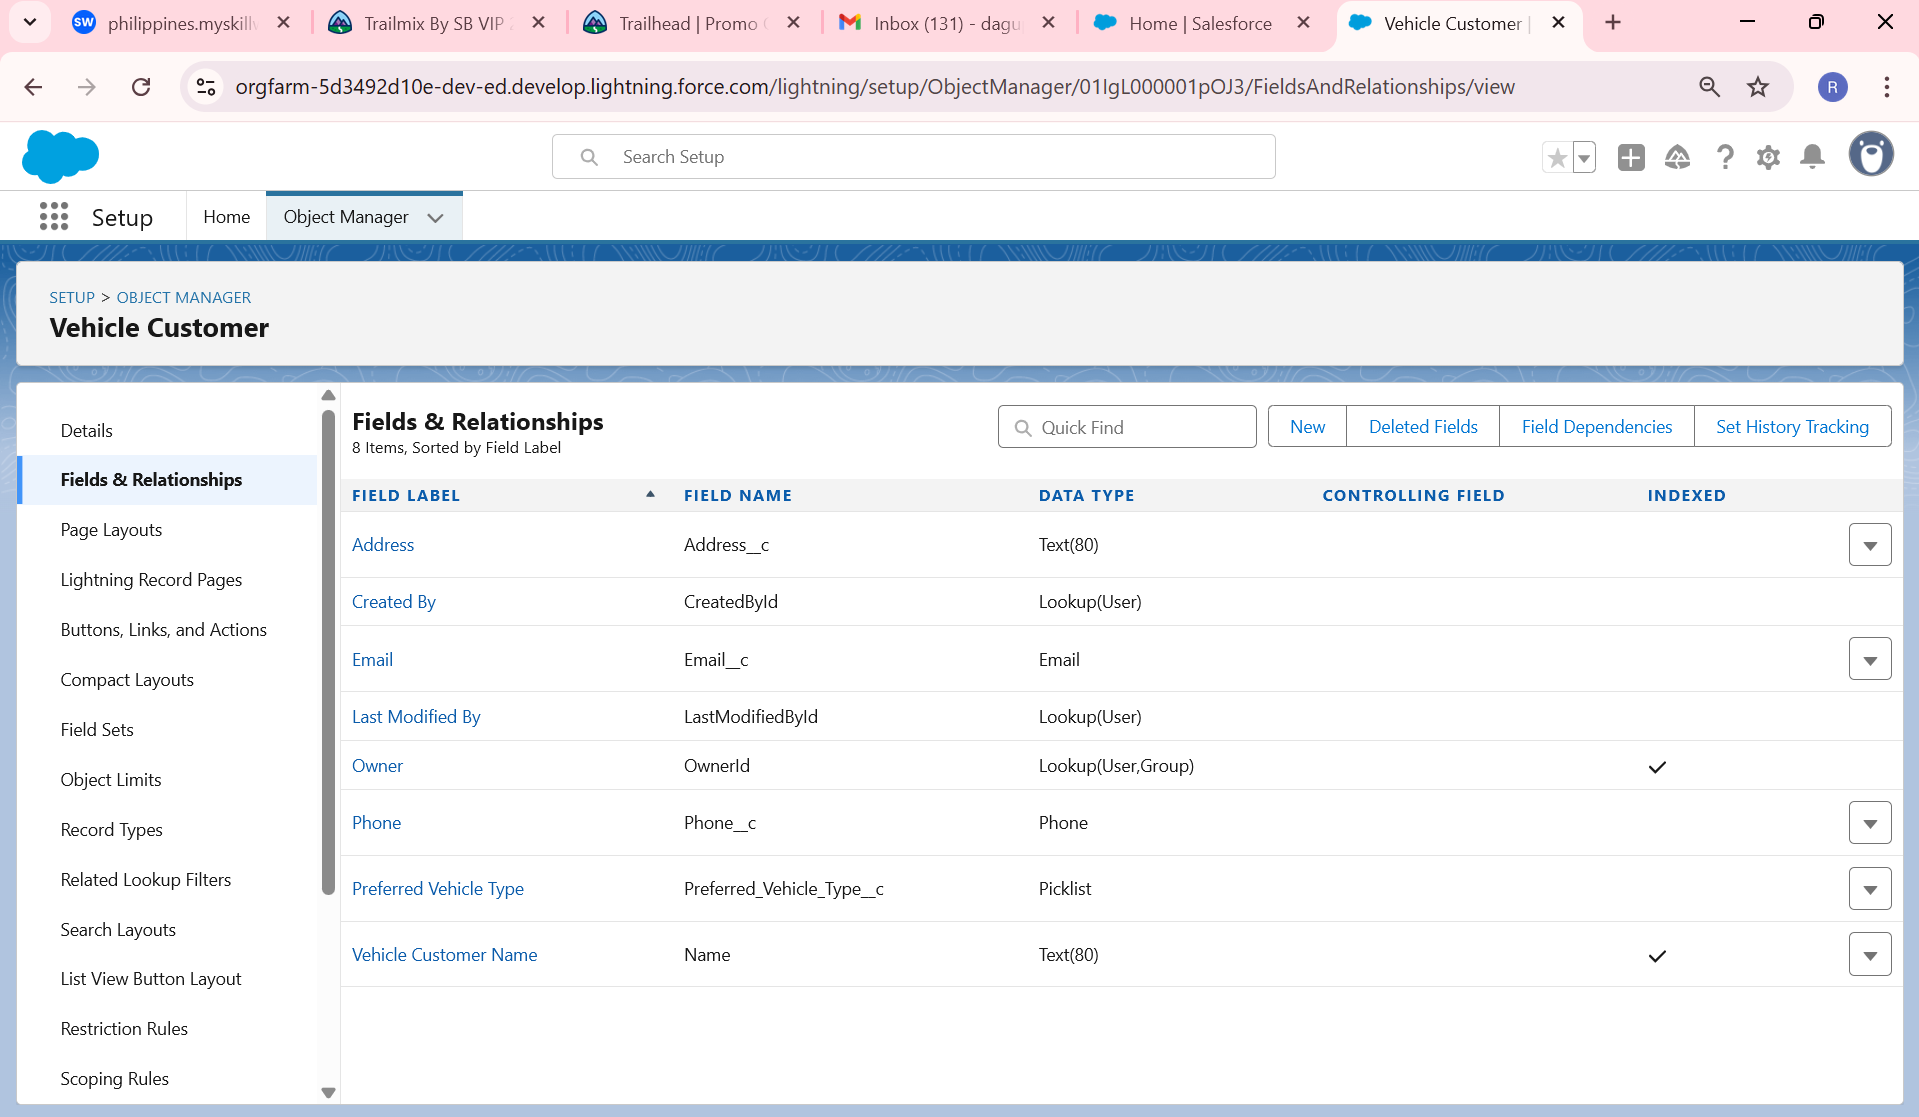 SW philippines.myskillw
Trailmix By SB VIP 2
Trailhead | Promo
Inbox (131) - dagu
Home | Salesforce
Vehicle Customer |
orgfarm-5d3492d10e-dev-ed.develop.lightning.force.com/lightning/setup/ObjectManager/01IgL000001pOJ3/FieldsAndRelationships/view
R
Search Setup
Setup
Home
Object Manager
SETUP > OBJECT MANAGER
Vehicle Customer
Details
Fields & Relationships
Page Layouts
Lightning Record Pages
Buttons, Links, and Actions
Compact Layouts
Field Sets
Object Limits
Record Types
Related Lookup Filters
Search Layouts
List View Button Layout
Restriction Rules
Scoping Rules
Fields & Relationships
8 Items, Sorted by Field Label
Quick Find
New
Deleted Fields
Field Dependencies
Set History Tracking
FIELD LABEL FIELD NAME DATA TYPE CONTROLLING FIELD INDEXED
Address Address__c Text(80)
Created By CreatedById Lookup(User)
Email Email__c Email
Last Modified By LastModifiedById Lookup(User)
Owner OwnerId Lookup(User,Group)
Phone Phone__c Phone
Preferred Vehicle Type Preferred_Vehicle_Type__c Picklist
Vehicle Customer Name Name Text(80)